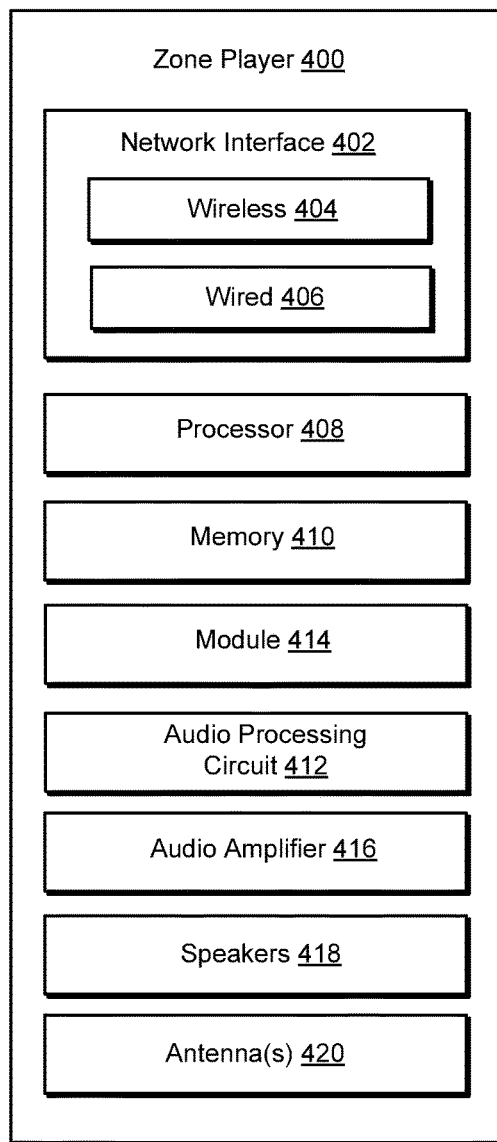 Zone Player 400
Network Interface 402
Wireless 404
Wired 406
Processor 408
Memory 410
Module 414
Audio Processing
Circuit 412
Audio Amplifier 416
Speakers 418
Antenna(s) 420